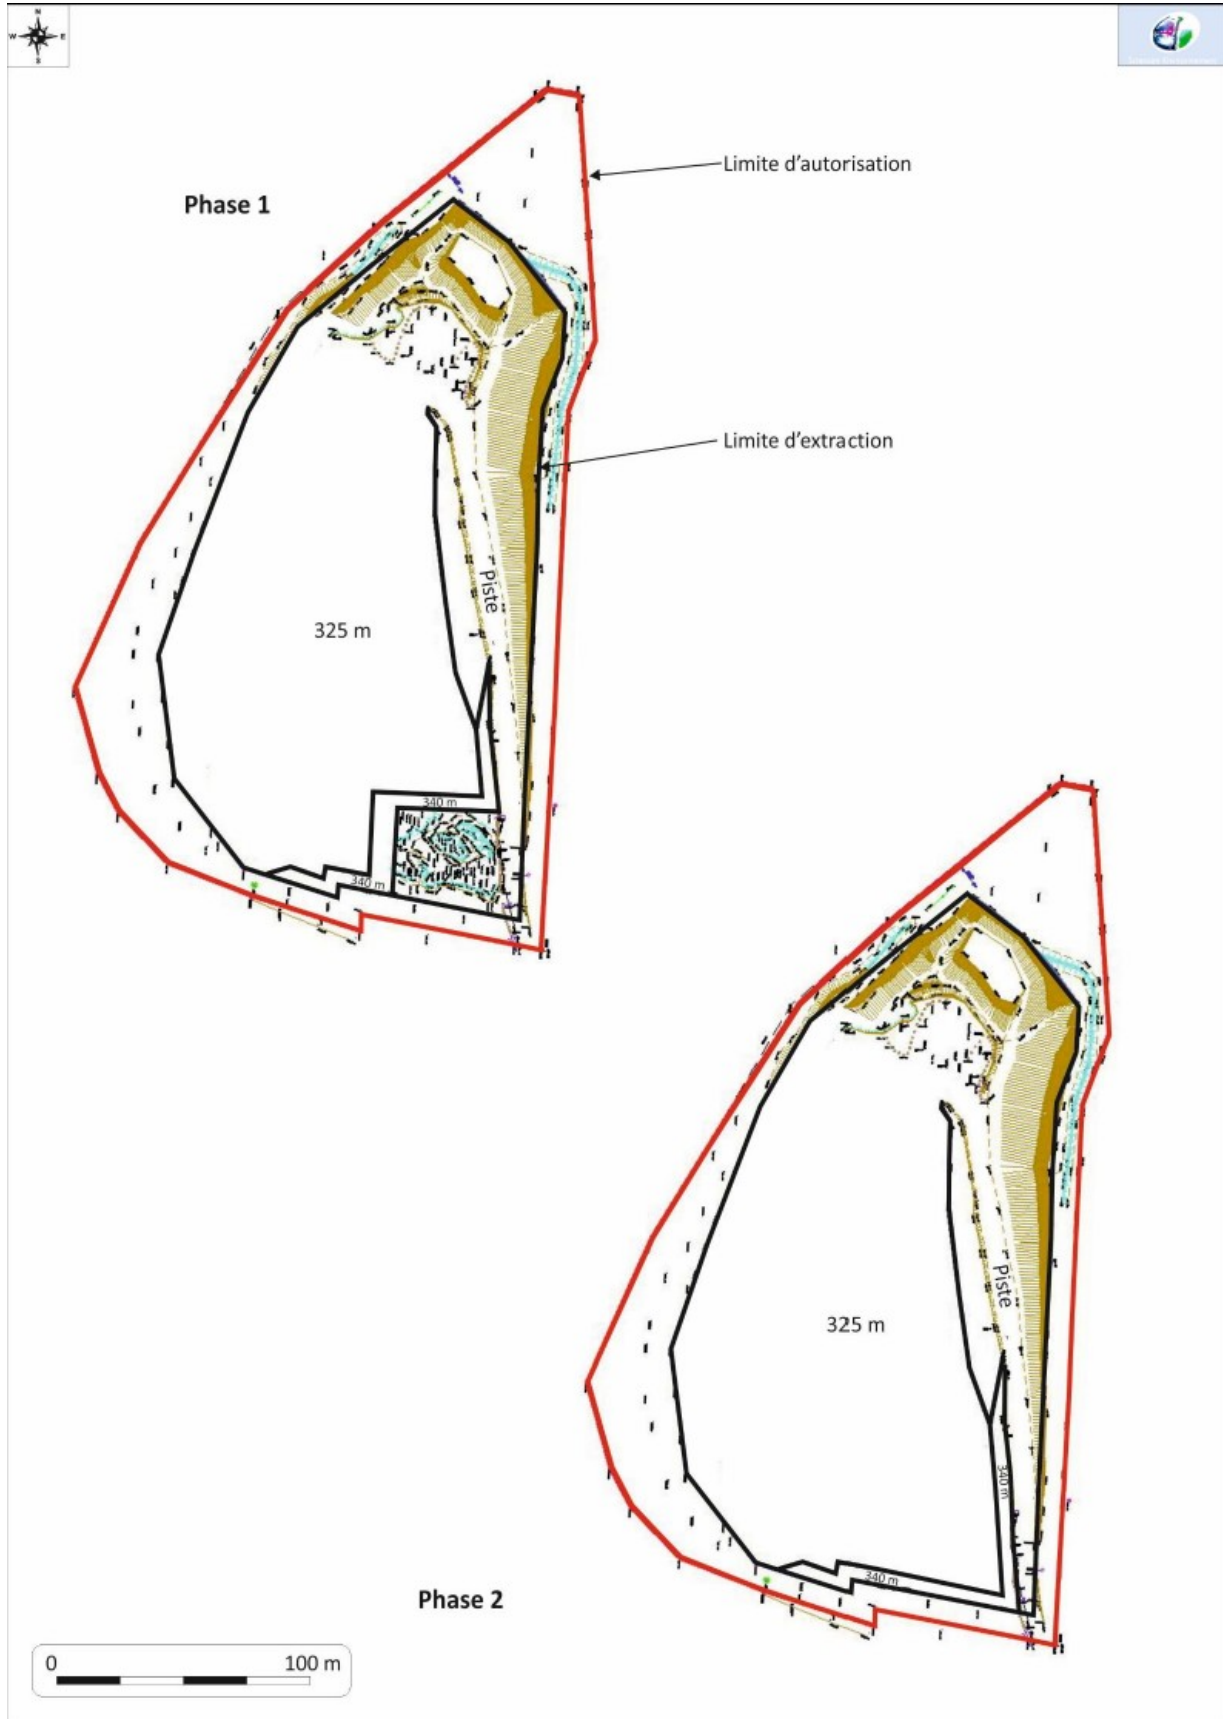 N
W E
S
Limite d'autorisation
Phase 1
Limite d'extraction
Piste
325 m
340 m
340 m
Piste
325 m
340 m
340 m
Phase 2
0 100 m